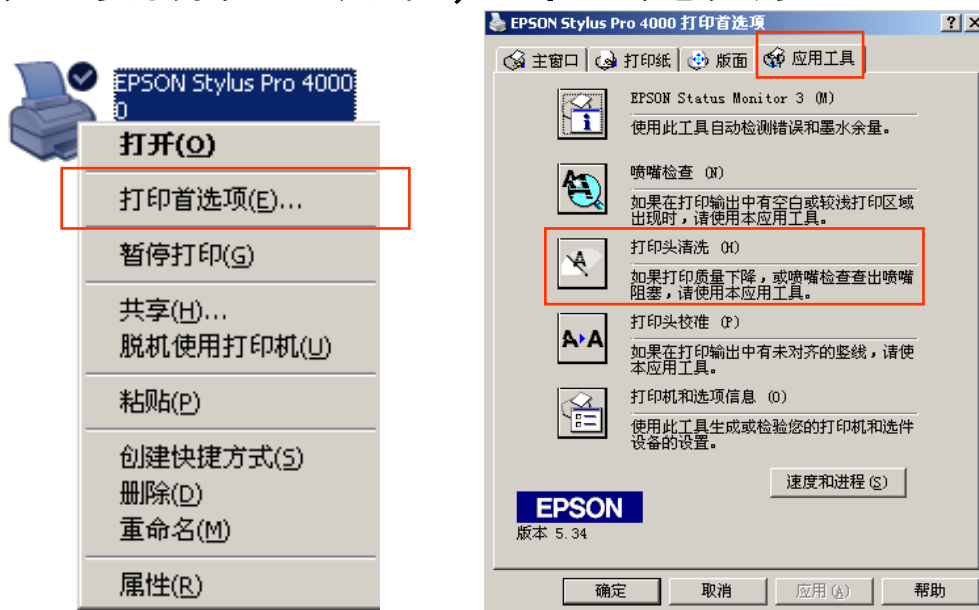 EPSON Stylus Pro 4000
0
打开(O)
打印首选项(E)...
暂停打印(G)
共享(H)...
脱机使用打印机(U)
粘贴(P)
创建快捷方式(S)
删除(D)
重命名(M)
属性(R)
EPSON Stylus Pro 4000 打印首选项
主窗口 打印纸 版面 应用工具
EPSON Status Monitor 3 (M)
使用此工具自动检测错误和墨水余量。
喷嘴检查 (N)
如果在打印输出中有空白或较浅打印区域
出现时,请使用本应用工具。
打印头清洗 (H)
如果打印质量下降,或喷嘴检查查出喷嘴
阻塞,请使用本应用工具。
打印头校准 (P)
如果在打印输出中有未对齐的竖线,请使
本应用工具。
打印机和选项信息 (O)
使用此工具生成或检验您的打印机和选件
设备的设置。
速度和进程(S)
EPSON
版本 5.34
确定 取消 应用(A) 帮助